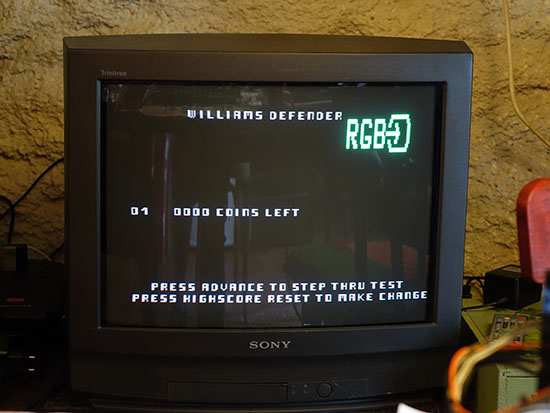 Trinitron
WILLIAMS DEFENDER
RGB
01 0000 COINS LEFT
PRESS ADVANCE TO STEP THRU TEST
PRESS HIGHSCORE RESET TO MAKE CHANGE
SONY